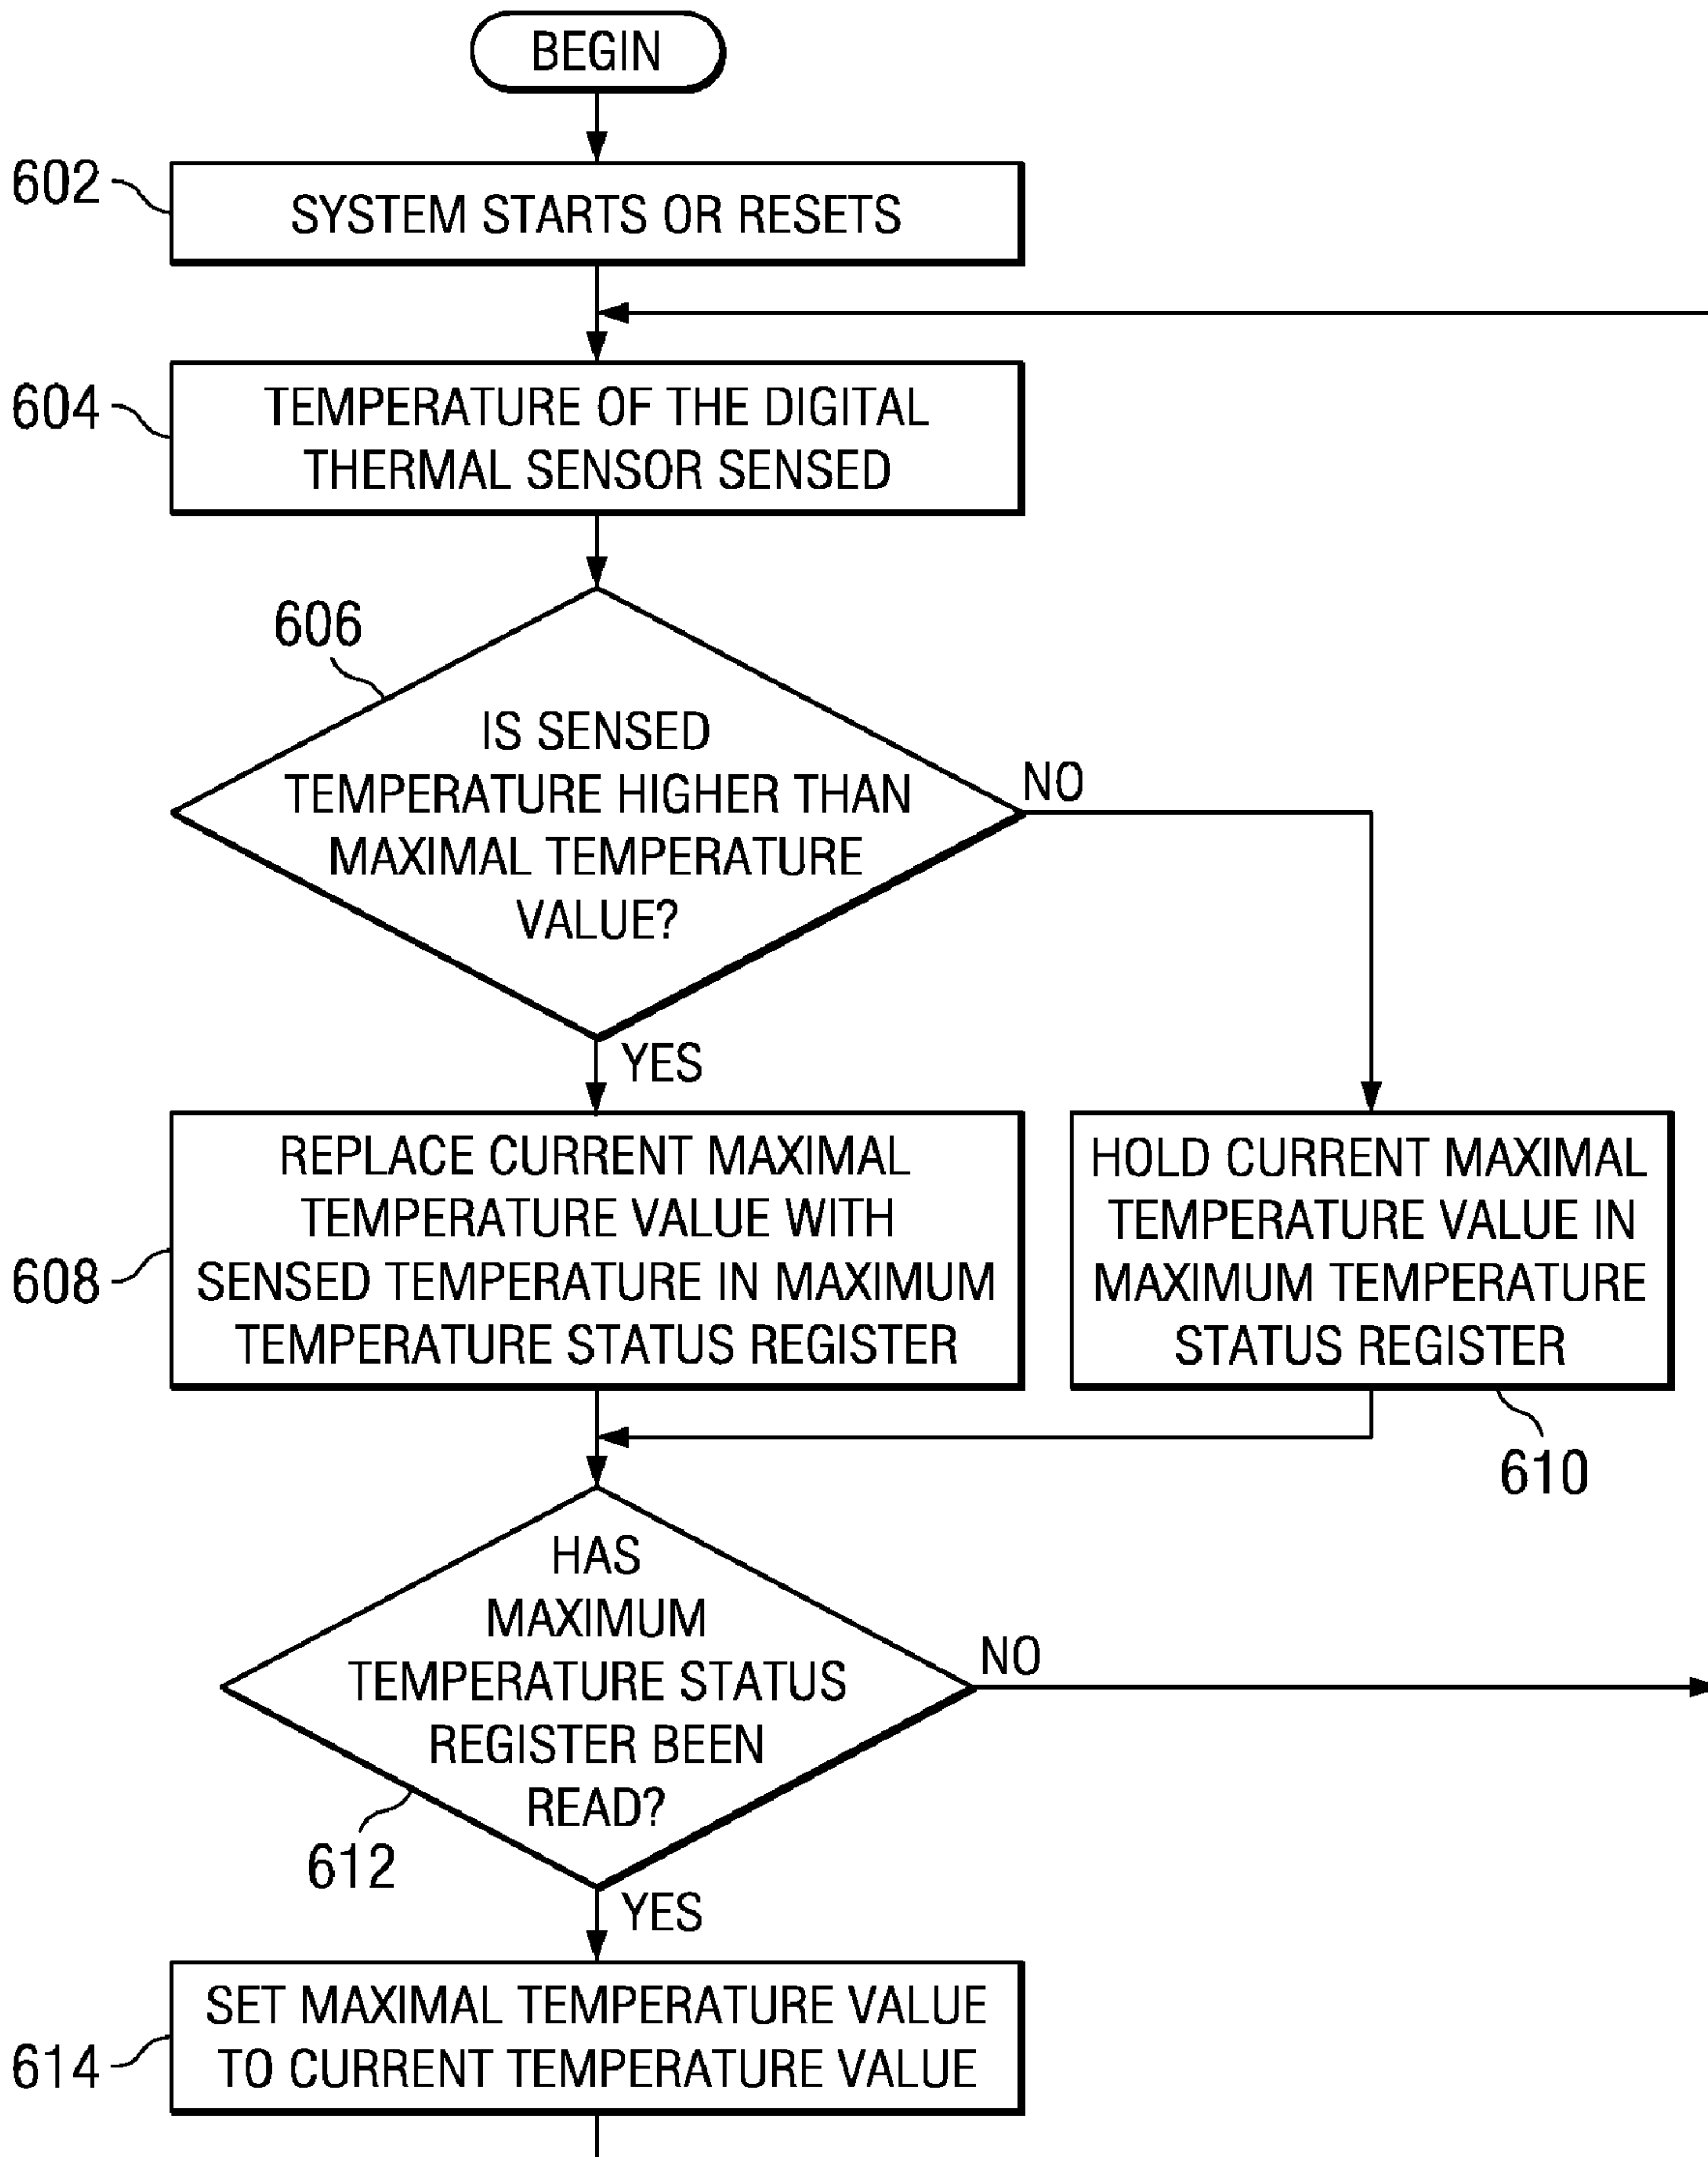 BEGIN
602
SYSTEM STARTS OR RESETS
604
TEMPERATURE OF THE DIGITAL
THERMAL SENSOR SENSED
606
IS SENSED
TEMPERATURE HIGHER THAN
MAXIMAL TEMPERATURE
VALUE?
NO
YES
608
REPLACE CURRENT MAXIMAL
TEMPERATURE VALUE WITH
SENSED TEMPERATURE IN MAXIMUM
TEMPERATURE STATUS REGISTER
HOLD CURRENT MAXIMAL
TEMPERATURE VALUE IN
MAXIMUM TEMPERATURE
STATUS REGISTER
610
HAS
MAXIMUM
TEMPERATURE STATUS
REGISTER BEEN
READ?
NO
612
YES
614
SET MAXIMAL TEMPERATURE VALUE
TO CURRENT TEMPERATURE VALUE